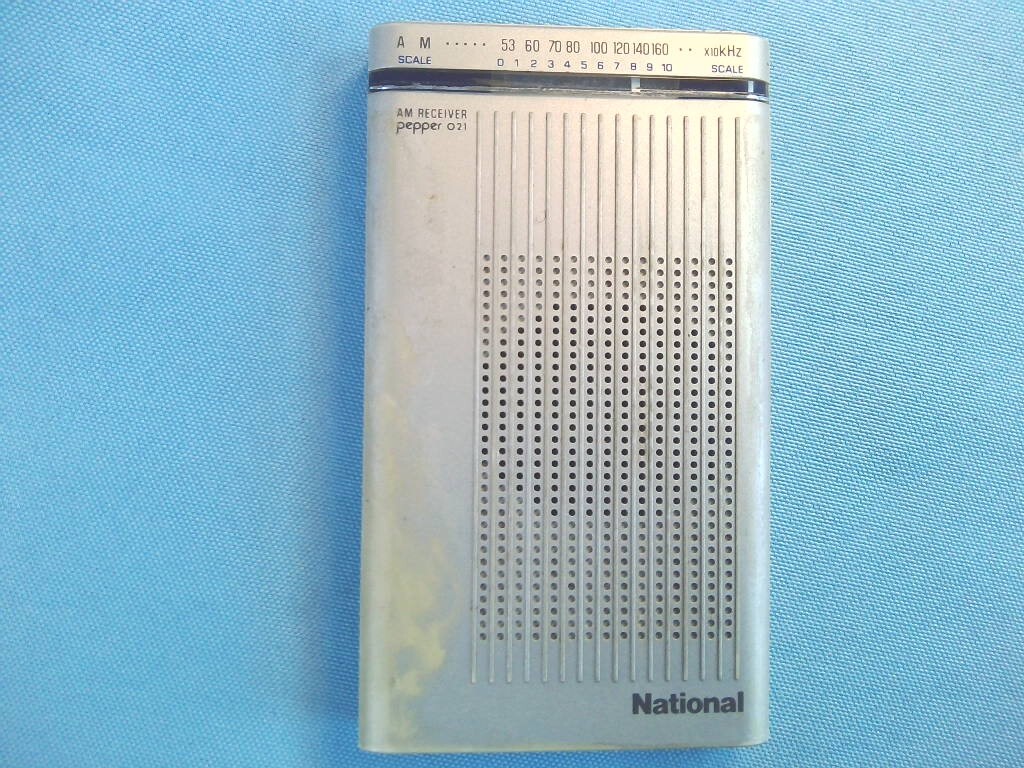 A M ····· 53 60 70 80 100 120 140 160 ·· x10kHz
SCALE 0 1 2 3 4 5 6 7 8 9 10 SCALE
AM RECEIVER
pepper 021
National